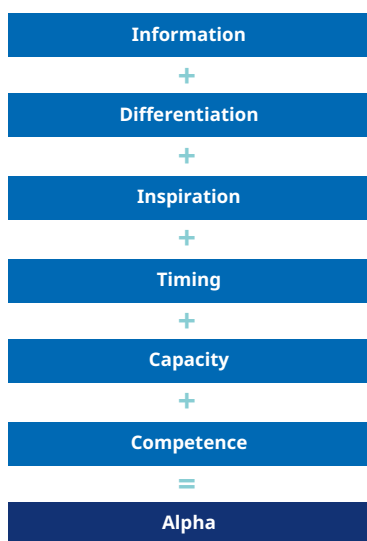 Information
+
Differentiation
+
Inspiration
+
Timing
+
Capacity
+
Competence
=
Alpha